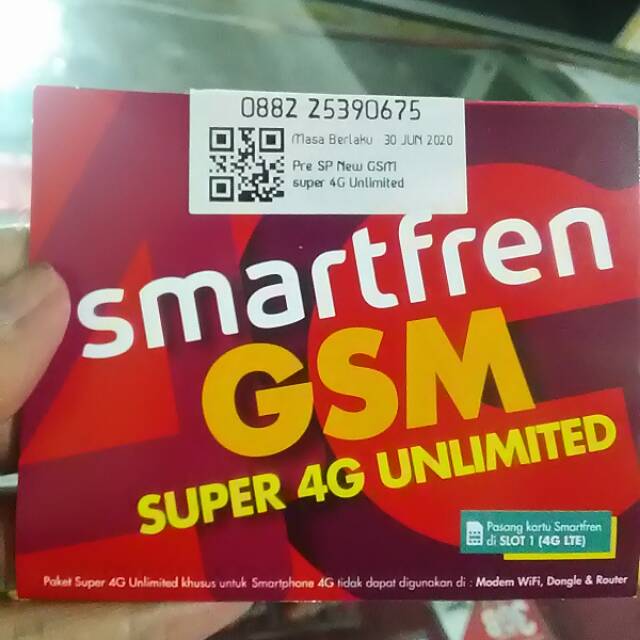 0882 25390675
Masa Berlaku 30 JUN 2020
Pre SP New GSM
super 4G Unlimited
smartfren
GSM
SUPER 4G UNLIMITED
Pasang kartu Smartfren
di SLOT 1 (4G LTE)
Paket Super 4G Unlimited khusus untuk Smartphone 4G tidak dapat digunakan di : Modem WiFi, Dongle & Router